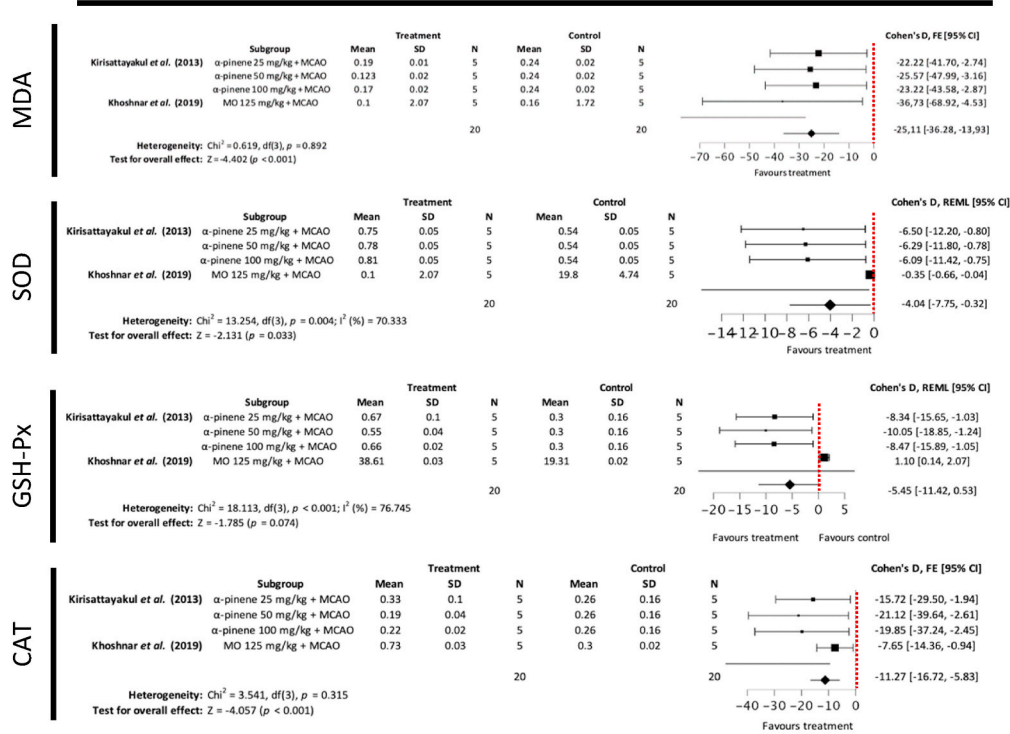 MDA
Treatment Control Cohen's D, FE [95% CI]
Subgroup Mean SD N Mean SD N
Kirisattayakul et al. (2013) α-pinene 25 mg/kg + MCAO 0.19 0.01 5 0.24 0.02 5 -22.22 [-41.70, -2.74]
α-pinene 50 mg/kg + MCAO 0.123 0.02 5 0.24 0.02 5 -25.57 [-47.99, -3.16]
α-pinene 100 mg/kg + MCAO 0.17 0.02 5 0.24 0.02 5 -23.22 [-43.58, -2.87]
Khoshnar et al. (2019) MO 125 mg/kg + MCAO 0.1 2.07 5 0.16 1.72 5 -36,73 [-68.92, -4.53]
20 20 -25,11 [-36.28, -13,93]
Heterogeneity: Chi² = 0.619, df(3), p = 0.892
Test for overall effect: Z = -4.402 (p < 0.001)
-70 -60 -50 -40 -30 -20 -10 0
Favours treatment
SOD
Treatment Control Cohen's D, REML [95% CI]
Subgroup Mean SD N Mean SD N
Kirisattayakul et al. (2013) α-pinene 25 mg/kg + MCAO 0.75 0.05 5 0.54 0.05 5 -6.50 [-12.20, -0.80]
α-pinene 50 mg/kg + MCAO 0.78 0.05 5 0.54 0.05 5 -6.29 [-11.80, -0.78]
α-pinene 100 mg/kg + MCAO 0.81 0.05 5 0.54 0.05 5 -6.09 [-11.42, -0.75]
Khoshnar et al. (2019) MO 125 mg/kg + MCAO 0.1 2.07 5 19.8 4.74 5 -0.35 [-0.66, -0.04]
20 20 -4.04 [-7.75, -0.32]
Heterogeneity: Chi² = 13.254, df(3), p = 0.004; I² (%) = 70.333
Test for overall effect: Z = -2.131 (p = 0.033)
-14 -12 -10 -8 -6 -4 -2 0
Favours treatment
GSH-Px
Treatment Control Cohen's D, REML [95% CI]
Subgroup Mean SD N Mean SD N
Kirisattayakul et al. (2013) α-pinene 25 mg/kg + MCAO 0.67 0.1 5 0.3 0.16 5 -8.34 [-15.65, -1.03]
α-pinene 50 mg/kg + MCAO 0.55 0.04 5 0.3 0.16 5 -10.05 [-18.85, -1.24]
α-pinene 100 mg/kg + MCAO 0.66 0.02 5 0.3 0.16 5 -8.47 [-15.89, -1.05]
Khoshnar et al. (2019) MO 125 mg/kg + MCAO 38.61 0.03 5 19.31 0.02 5 1.10 [0.14, 2.07]
20 20 -5.45 [-11.42, 0.53]
Heterogeneity: Chi² = 18.113, df(3), p < 0.001; I² (%) = 76.745
Test for overall effect: Z = -1.785 (p = 0.074)
-20 -15 -10 -5 0 5
Favours treatment Favours control
CAT
Treatment Control Cohen's D, FE [95% CI]
Subgroup Mean SD N Mean SD N
Kirisattayakul et al. (2013) α-pinene 25 mg/kg + MCAO 0.33 0.1 5 0.26 0.16 5 -15.72 [-29.50, -1.94]
α-pinene 50 mg/kg + MCAO 0.19 0.04 5 0.26 0.16 5 -21.12 [-39.64, -2.61]
α-pinene 100 mg/kg + MCAO 0.22 0.02 5 0.26 0.16 5 -19.85 [-37.24, -2.45]
Khoshnar et al. (2019) MO 125 mg/kg + MCAO 0.73 0.03 5 0.3 0.02 5 -7.65 [-14.36, -0.94]
20 20 -11.27 [-16.72, -5.83]
Heterogeneity: Chi² = 3.541, df(3), p = 0.315
Test for overall effect: Z = -4.057 (p < 0.001)
-40 -30 -20 -10 0
Favours treatment